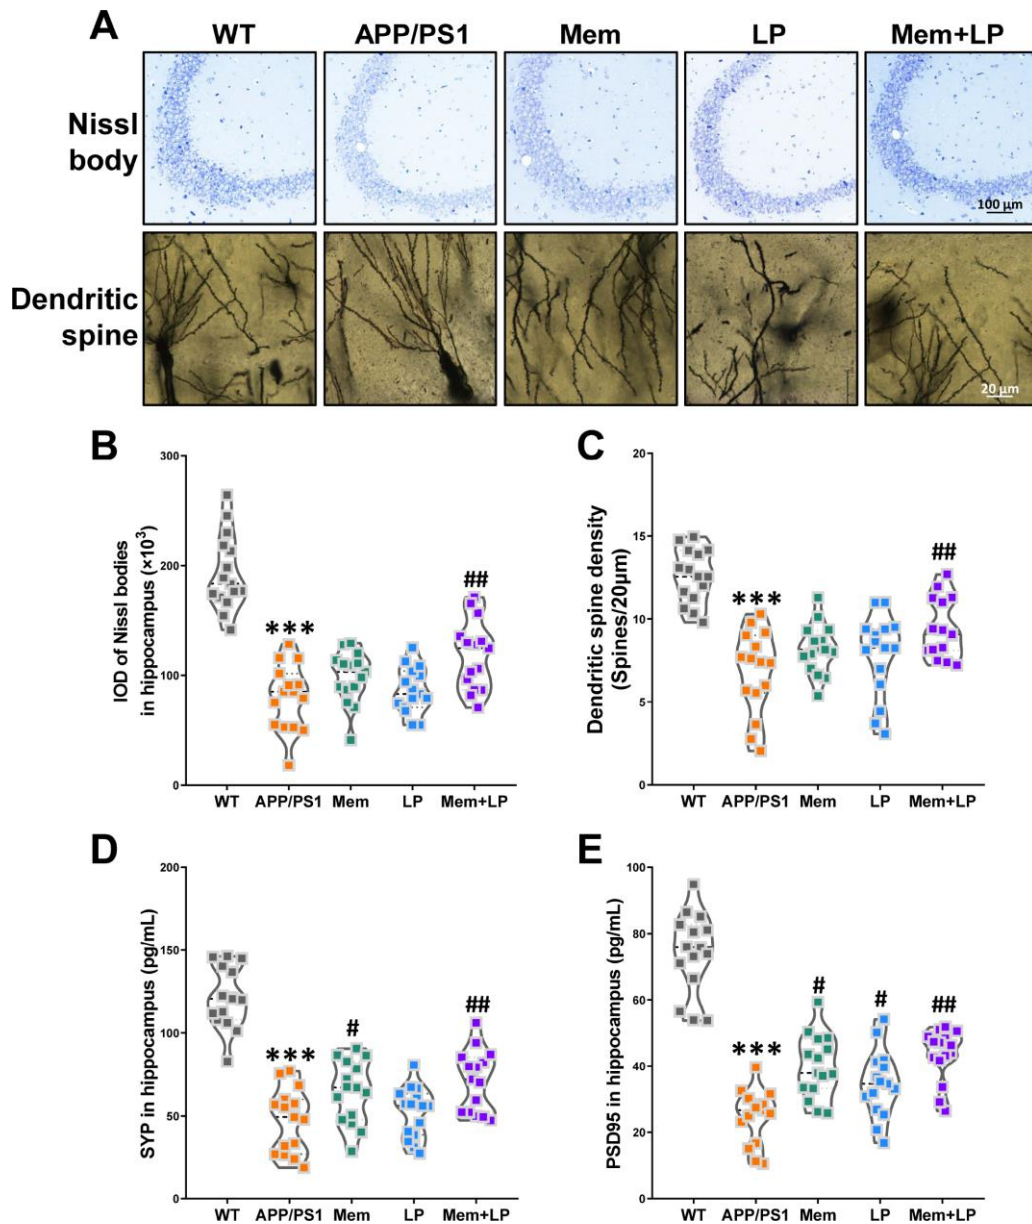 A
WT APP/PS1 Mem LP Mem+LP
Nissl
body
100 µm
Dendritic
spine
20 µm
B
IOD of Nissl bodies
in hippocampus (×10³)
300
200
100
0
***
##
WT APP/PS1 Mem LP Mem+LP
C
Dendritic spine density
(Spines/20µm)
20
15
10
5
0
***
##
WT APP/PS1 Mem LP Mem+LP
D
SYP in hippocampus (pg/mL)
200
150
100
50
0
***
#
##
WT APP/PS1 Mem LP Mem+LP
E
PSD95 in hippocampus (pg/mL)
100
80
60
40
20
0
***
#
#
##
WT APP/PS1 Mem LP Mem+LP